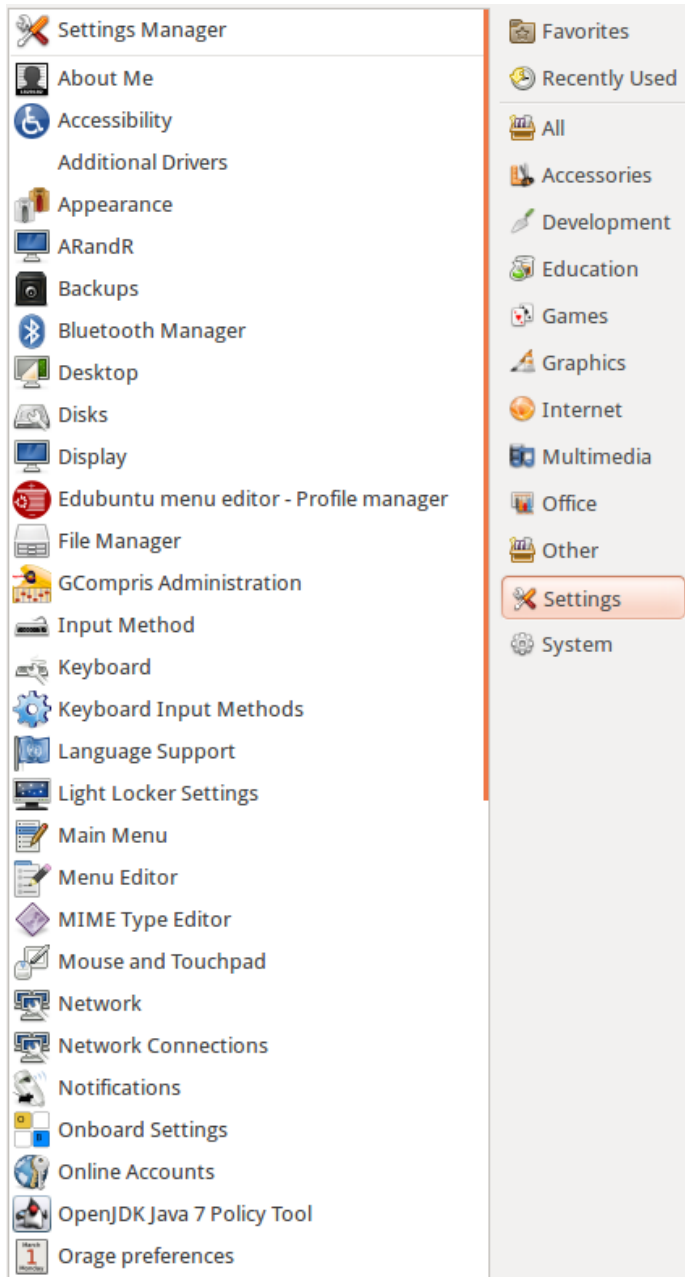 Settings Manager
About Me
Accessibility
Additional Drivers
Appearance
ARandR
Backups
Bluetooth Manager
Desktop
Disks
Display
Edubuntu menu editor - Profile manager
File Manager
GCompris Administration
Input Method
Keyboard
Keyboard Input Methods
Language Support
Light Locker Settings
Main Menu
Menu Editor
MIME Type Editor
Mouse and Touchpad
Network
Network Connections
Notifications
Onboard Settings
Online Accounts
OpenJDK Java 7 Policy Tool
Orage preferences
Favorites
Recently Used
All
Accessories
Development
Education
Games
Graphics
Internet
Multimedia
Office
Other
Settings
System